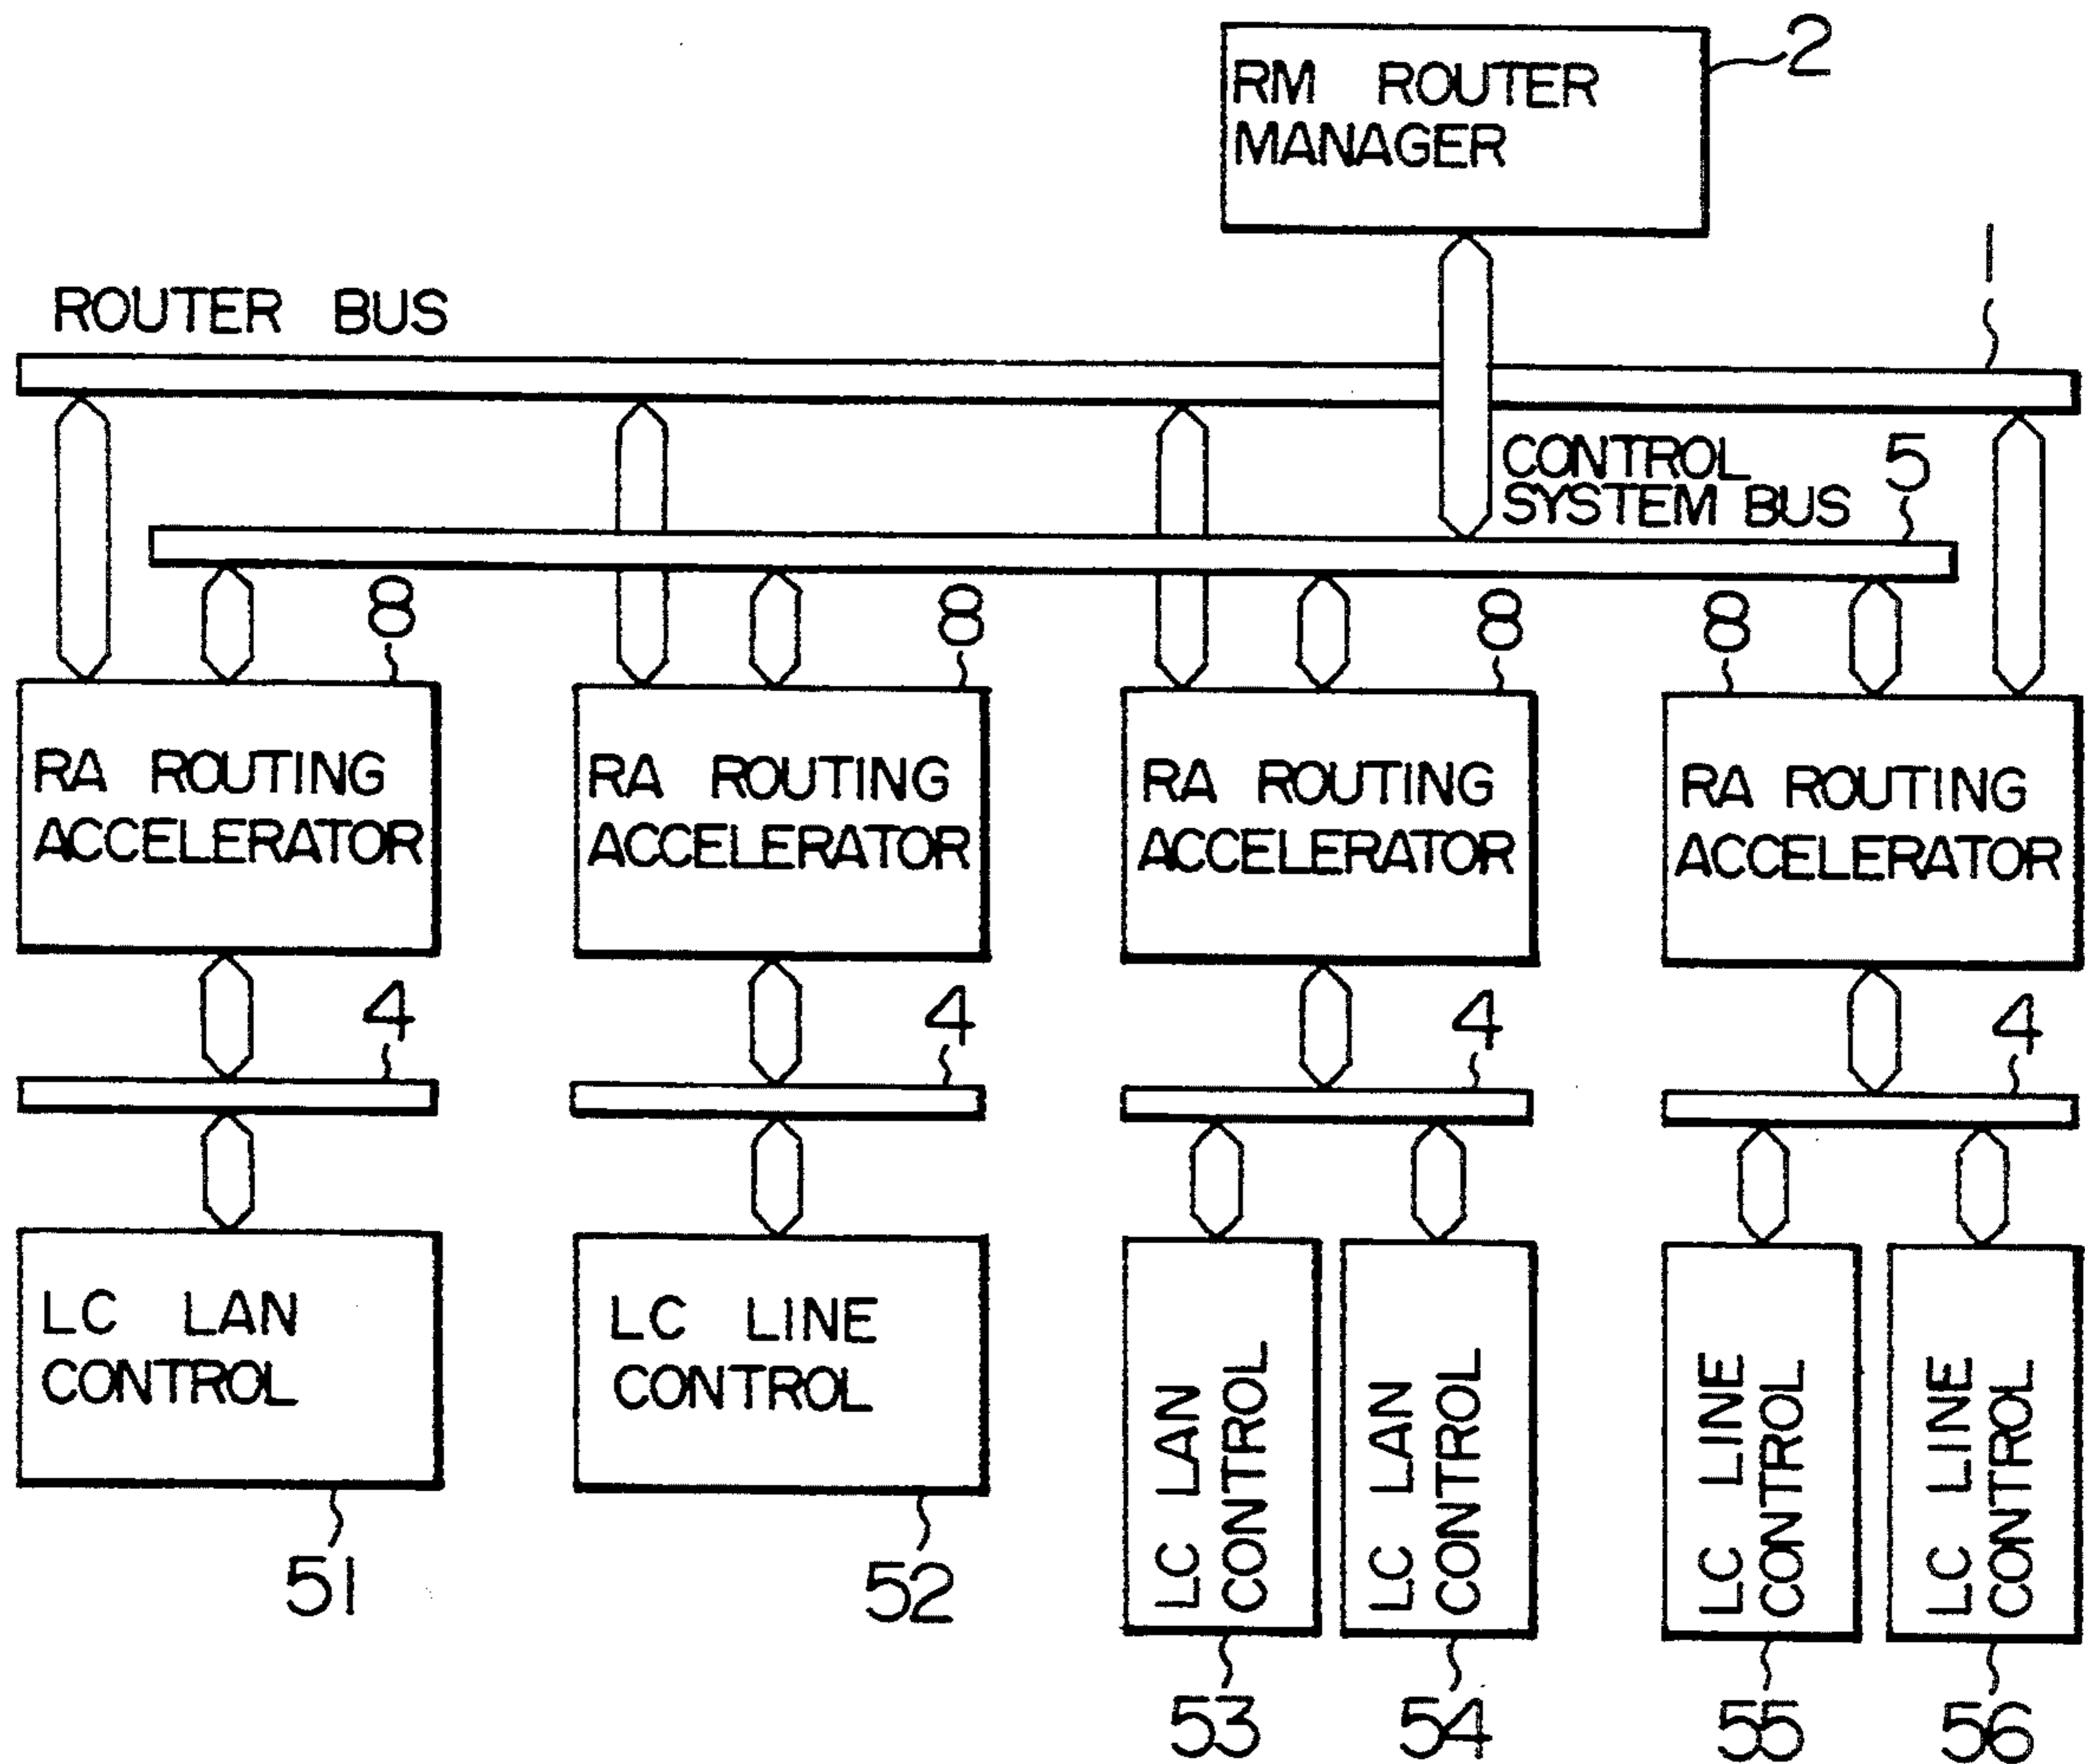 RM ROUTER
MANAGER
2
1
ROUTER BUS
CONTROL
SYSTEM BUS
5
8
8
8
8
RA ROUTING
ACCELERATOR
RA ROUTING
ACCELERATOR
RA ROUTING
ACCELERATOR
RA ROUTING
ACCELERATOR
4
4
4
4
LC LAN
CONTROL
LC LINE
CONTROL
LC LAN
CONTROL
LC LAN
CONTROL
LC LINE
CONTROL
LC LINE
CONTROL
51
52
53
54
55
56